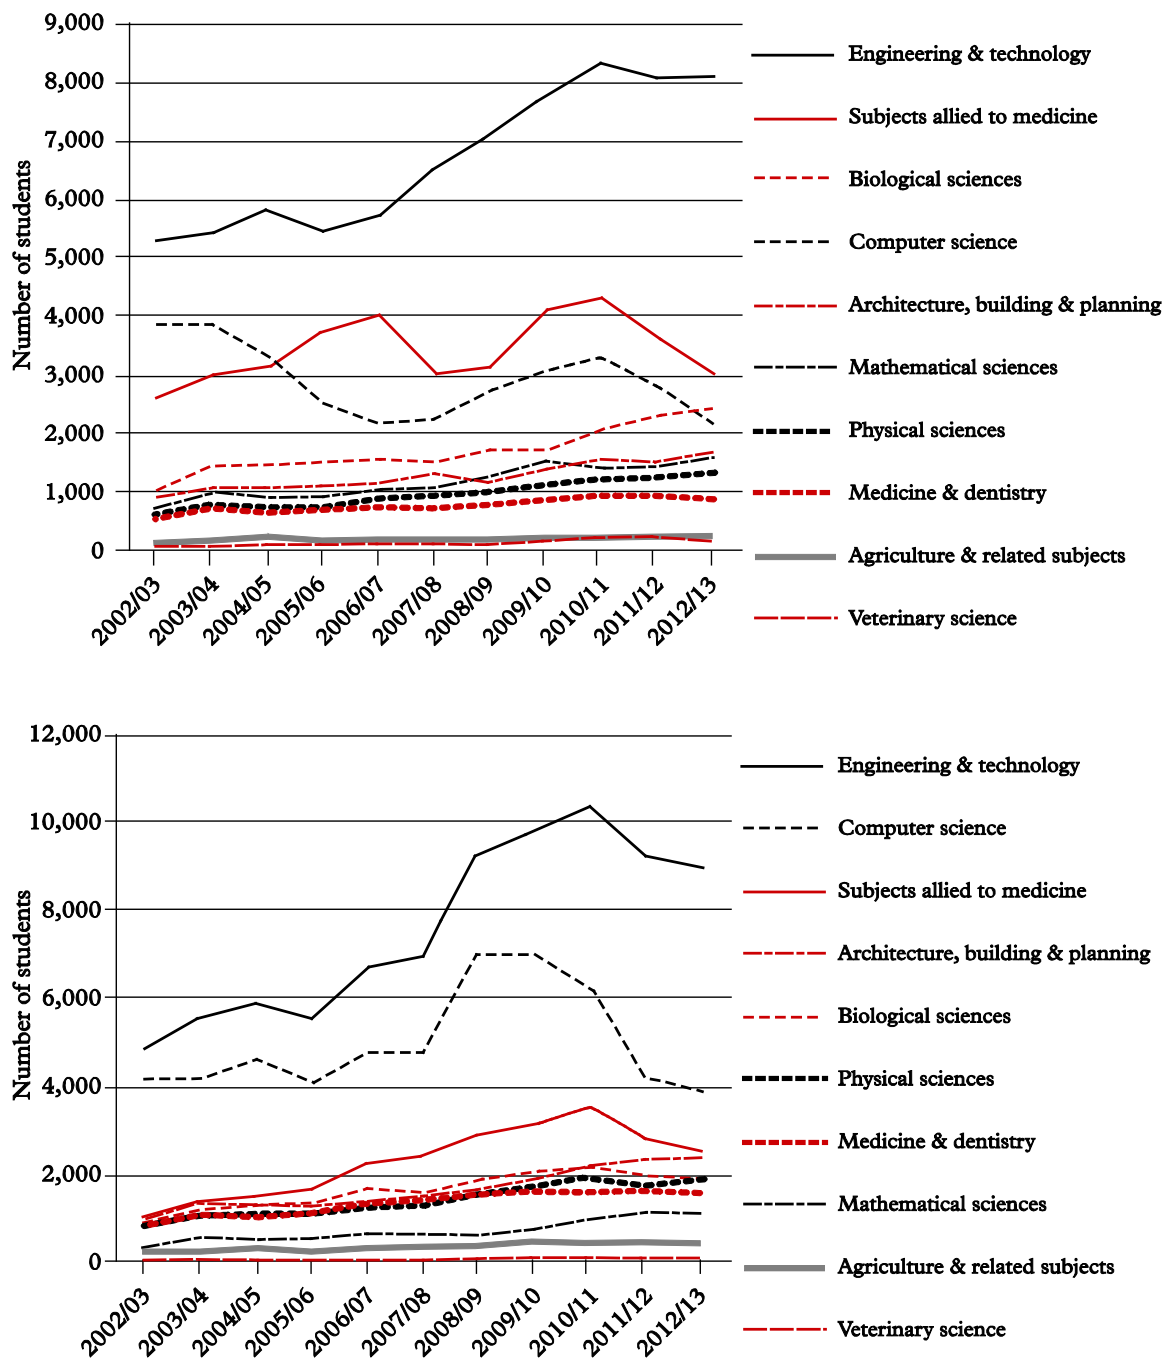 9,000
8,000
7,000
6,000
5,000
4,000
3,000
2,000
1,000
0
Number of students
2002/03
2003/04
2004/05
2005/06
2006/07
2007/08
2008/09
2009/10
2010/11
2011/12
2012/13
Engineering & technology
Subjects allied to medicine
Biological sciences
Computer science
Architecture, building & planning
Mathematical sciences
Physical sciences
Medicine & dentistry
Agriculture & related subjects
Veterinary science
12,000
10,000
8,000
6,000
4,000
2,000
0
Number of students
2002/03
2003/04
2004/05
2005/06
2006/07
2007/08
2008/09
2009/10
2010/11
2011/12
2012/13
Engineering & technology
Computer science
Subjects allied to medicine
Architecture, building & planning
Biological sciences
Physical sciences
Medicine & dentistry
Mathematical sciences
Agriculture & related subjects
Veterinary science